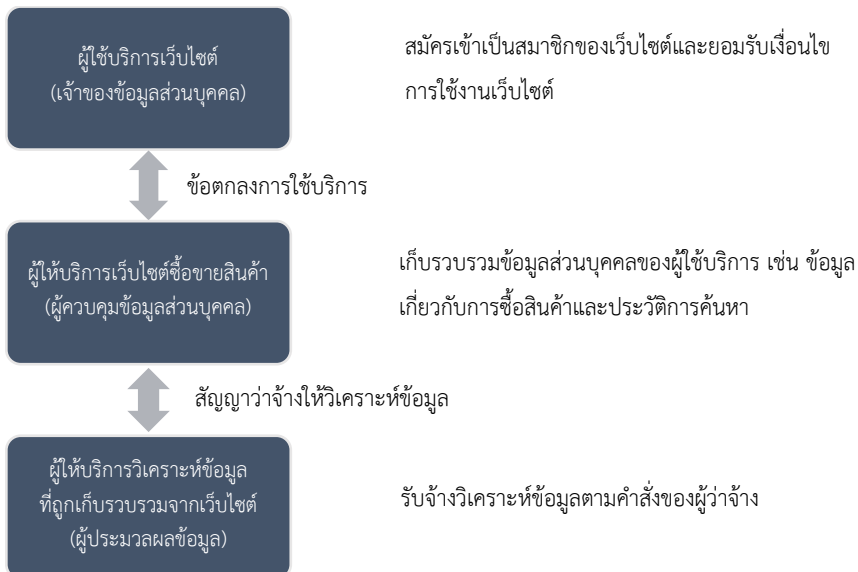 ผู้ใช้บริการเว็บไซต์
(เจ้าของข้อมูลส่วนบุคคล)
สมัครเข้าเป็นสมาชิกของเว็บไซต์และยอมรับเงื่อนไข
การใช้งานเว็บไซต์
ข้อตกลงการใช้บริการ
ผู้ให้บริการเว็บไซต์ซื้อขายสินค้า
(ผู้ควบคุมข้อมูลส่วนบุคคล)
เก็บรวบรวมข้อมูลส่วนบุคคลของผู้ใช้บริการ เช่น ข้อมูล
เกี่ยวกับการซื้อสินค้าและประวัติการค้นหา
สัญญาว่าจ้างให้วิเคราะห์ข้อมูล
ผู้ให้บริการวิเคราะห์ข้อมูล
ที่ถูกเก็บรวบรวมจากเว็บไซต์
(ผู้ประมวลผลข้อมูล)
รับจ้างวิเคราะห์ข้อมูลตามคำสั่งของผู้ว่าจ้าง